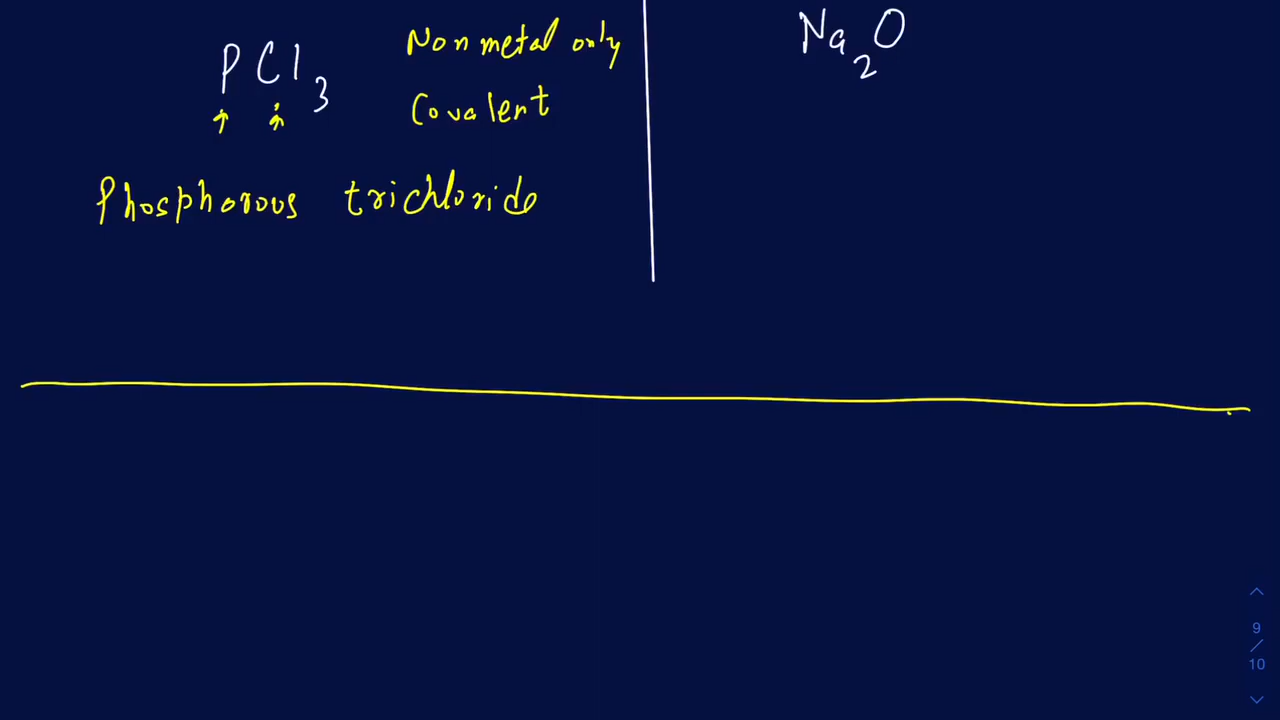 PCl₃
Nonmetal only
Covalent
Phosphorous trichloride
Na₂O
9
/
10